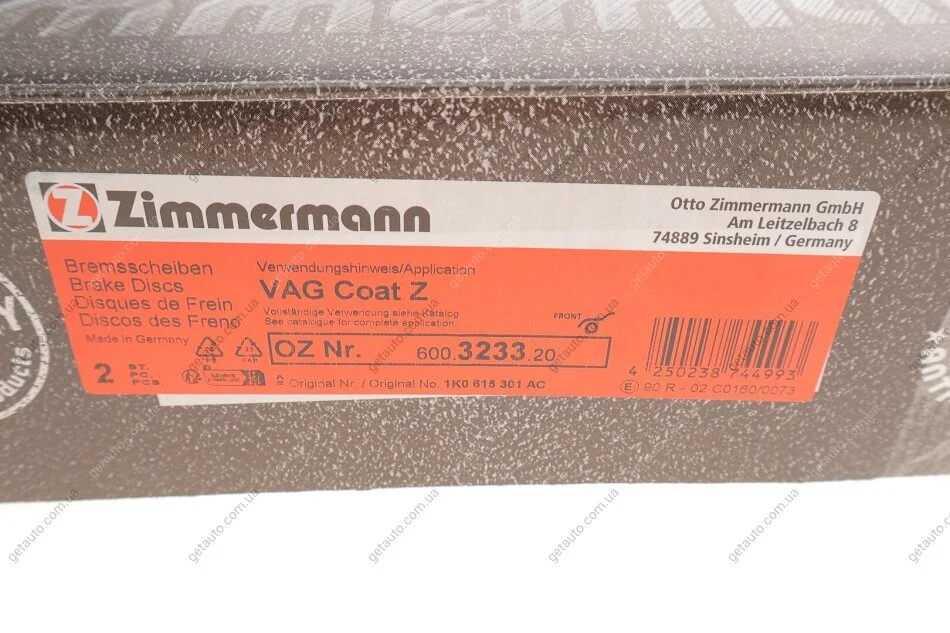 Zimmermann
Otto Zimmermann GmbH
Am Leitzelbach 8
74889 Sinsheim / Germany
Bremsscheiben
Brake Discs
Disques de Frein
Discos des Freno
Made in Germany
2
ST.
PC.
PCS.
Verwendungshinweis/Application
VAG Coat Z
Vollständige Verwendung siehe Katalog
See catalogue for complete application
FRONT
OZ Nr. 600.3233.20
≙ Original Nr. / Original No. 1K0 615 301 AC
4 250238 744993
E1 90 R - 02 C0160/0073
getauto.com.ua